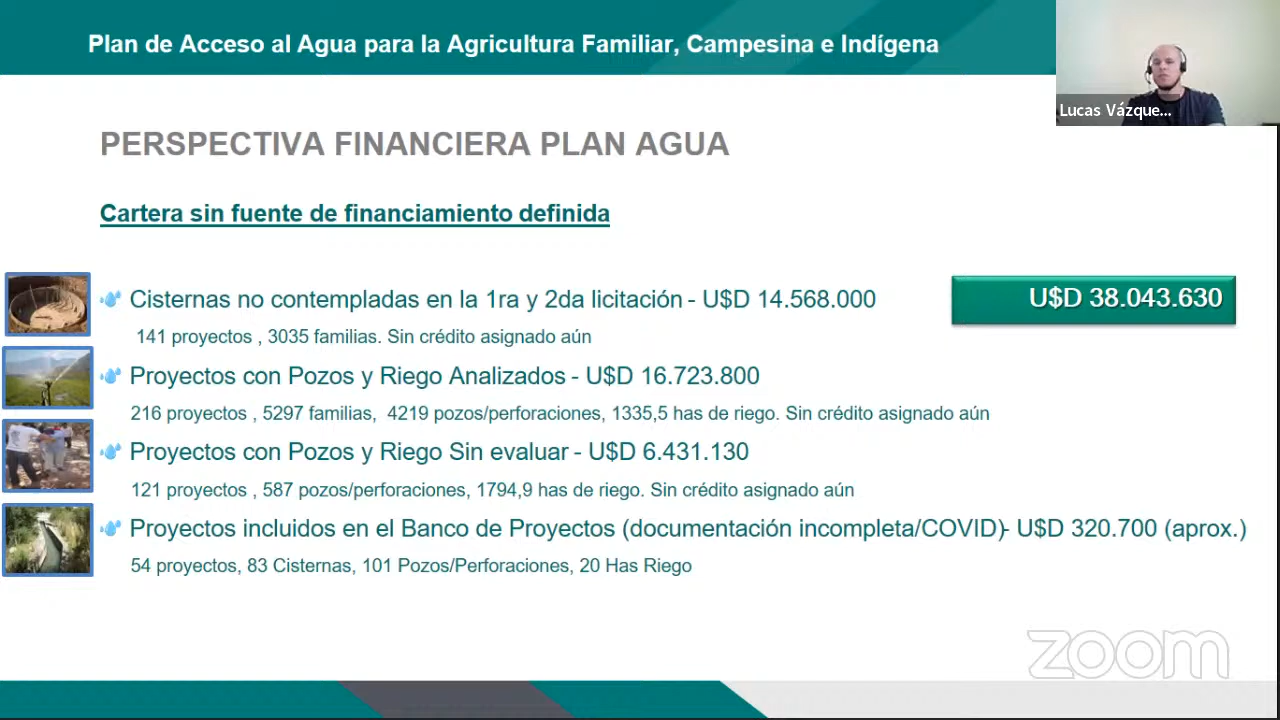 Plan de Acceso al Agua para la Agricultura Familiar, Campesina e Indígena
Lucas Vázque...
PERSPECTIVA FINANCIERA PLAN AGUA
Cartera sin fuente de financiamiento definida
Cisternas no contempladas en la 1ra y 2da licitación - U$D 14.568.000
U$D 38.043.630
141 proyectos , 3035 familias. Sin crédito asignado aún
Proyectos con Pozos y Riego Analizados - U$D 16.723.800
216 proyectos , 5297 familias, 4219 pozos/perforaciones, 1335,5 has de riego. Sin crédito asignado aún
Proyectos con Pozos y Riego Sin evaluar - U$D 6.431.130
121 proyectos , 587 pozos/perforaciones, 1794,9 has de riego. Sin crédito asignado aún
Proyectos incluidos en el Banco de Proyectos (documentación incompleta/COVID)- U$D 320.700 (aprox.)
54 proyectos, 83 Cisternas, 101 Pozos/Perforaciones, 20 Has Riego
zoom